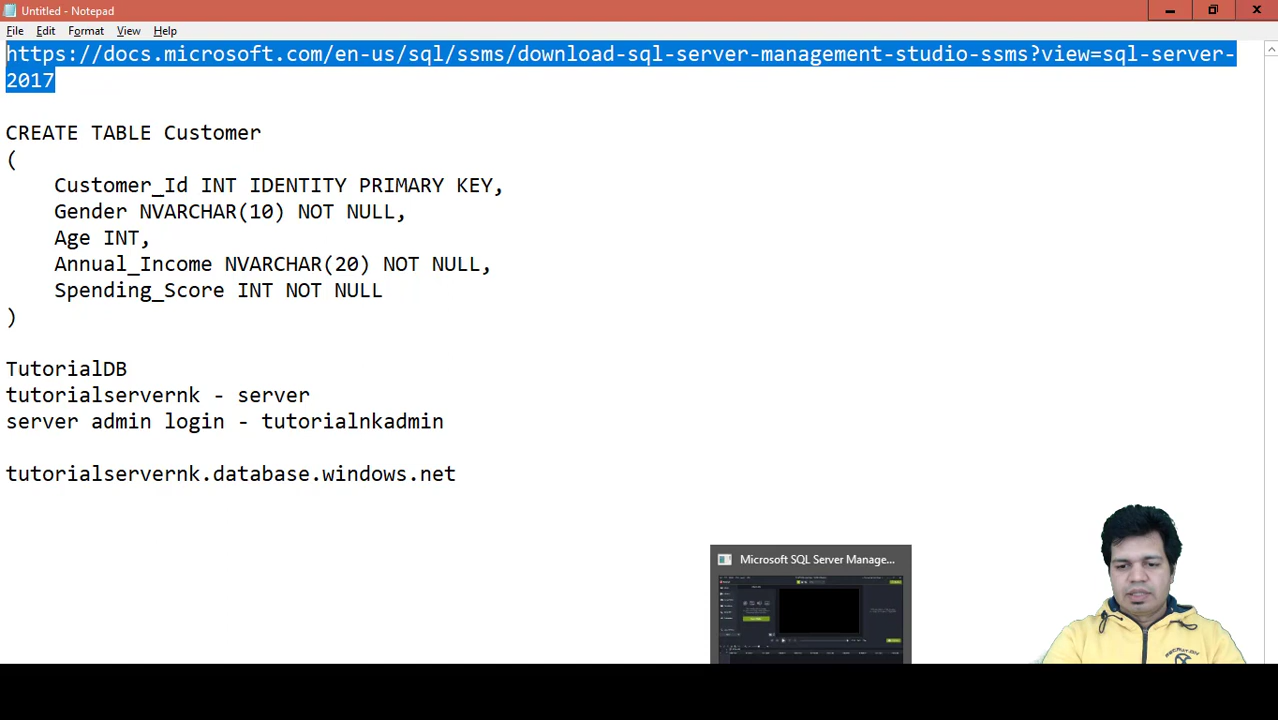 Untitled - Notepad
File Edit Format View Help
https://docs.microsoft.com/en-us/sql/ssms/download-sql-server-management-studio-ssms?view=sql-server-
2017
CREATE TABLE Customer
(
Customer_Id INT IDENTITY PRIMARY KEY,
Gender NVARCHAR(10) NOT NULL,
Age INT,
Annual_Income NVARCHAR(20) NOT NULL,
Spending_Score INT NOT NULL
)
TutorialDB
tutorialservernk - server
server admin login - tutorialnkadmin
tutorialservernk.database.windows.net
Microsoft SQL Server Manage...